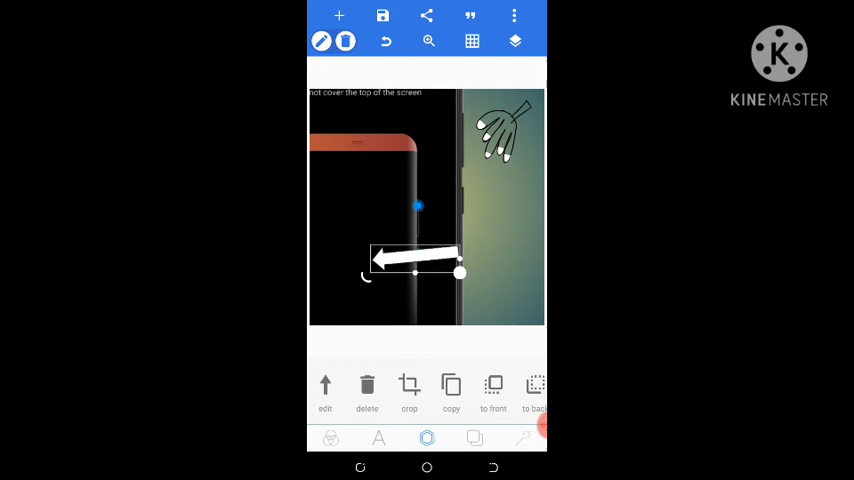 K
KINEMASTER
not cover the top of the screen
edit
delete
crop
copy
to front
to back
A